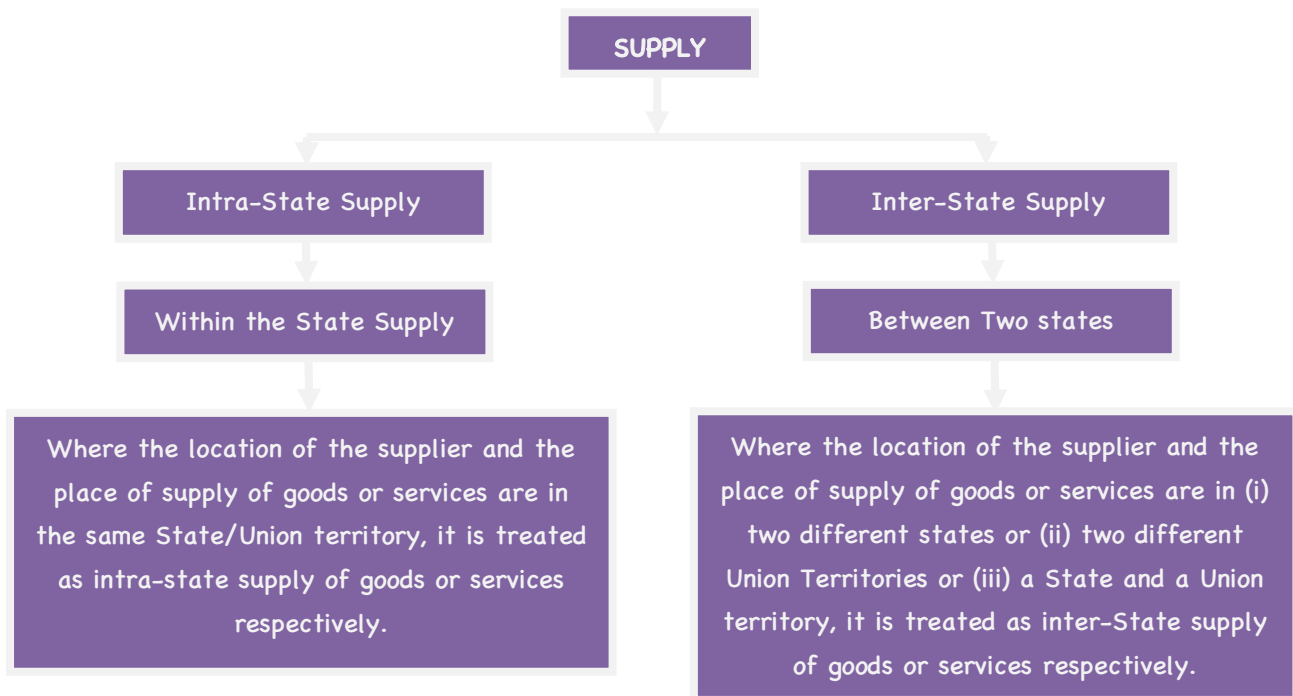 SUPPLY
Intra-State Supply
Inter-State Supply
Within the State Supply
Between Two states
Where the location of the supplier and the
place of supply of goods or services are in
the same State/Union territory, it is treated
as intra-state supply of goods or services
respectively.
Where the location of the supplier and the
place of supply of goods or services are in (i)
two different states or (ii) two different
Union Territories or (iii) a State and a Union
territory, it is treated as inter-State supply
of goods or services respectively.